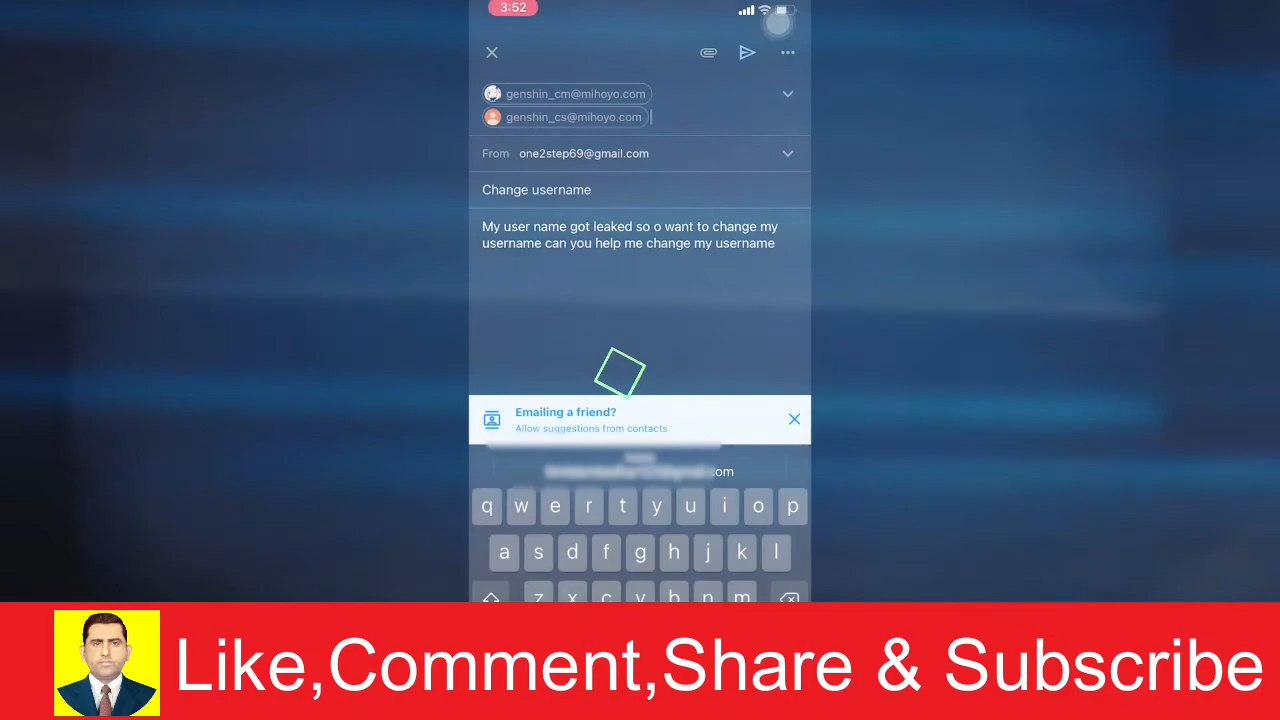 3:52
genshin_cm@mihoyo.com
genshin_cs@mihoyo.com
From one2step69@gmail.com
Change username
My user name got leaked so o want to change my
username can you help me change my username
Emailing a friend?
Allow suggestions from contacts
om
q w e r t y u i o p
a s d f g h j k l
z x c v b n m
Like,Comment,Share & Subscribe